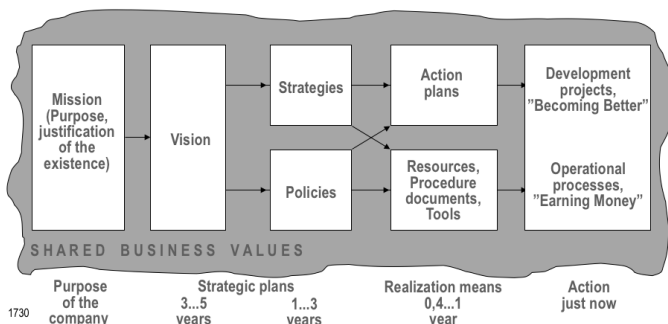 Mission
(Purpose,
justification
of the
existence)
Vision
Strategies
Policies
Action
plans
Resources,
Procedure
documents,
Tools
Development
projects,
”Becoming Better”
Operational
processes,
”Earning Money”
SHARED BUSINESS VALUES
Purpose
of the
company
Strategic plans
3...5
years
1...3
years
Realization means
0,4...1
year
Action
just now
1730